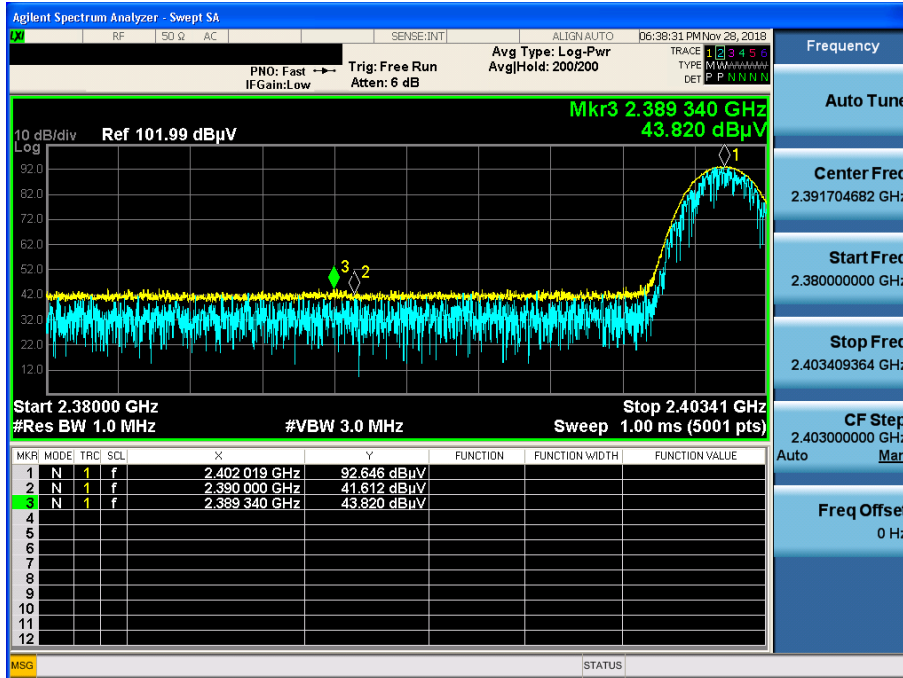 Agilent Spectrum Analyzer - Swept SA
LXI RF 50 Ω AC SENSE:INT ALIGN AUTO 06:38:31 PM Nov 28, 2018
PNO: Fast
IFGain:Low
Trig: Free Run
Atten: 6 dB
Avg Type: Log-Pwr
Avg|Hold: 200/200
TRACE 1 2 3 4 5 6
TYPE M W W W W W
DET P P N N N N
Mkr3 2.389 340 GHz
43.820 dBµV
10 dB/div Ref 101.99 dBµV
Log
92.0
82.0
72.0
62.0
52.0
42.0
32.0
22.0
12.0
1
3
2
Start 2.38000 GHz Stop 2.40341 GHz
#Res BW 1.0 MHz #VBW 3.0 MHz Sweep 1.00 ms (5001 pts)
MKR MODE TRC SCL X Y FUNCTION FUNCTION WIDTH FUNCTION VALUE
1 N 1 f 2.402 019 GHz 92.646 dBµV
2 N 1 f 2.390 000 GHz 41.612 dBµV
3 N 1 f 2.389 340 GHz 43.820 dBµV
4
5
6
7
8
9
10
11
12
MSG STATUS
Frequency
Auto Tune
Center Freq
2.391704682 GHz
Start Freq
2.380000000 GHz
Stop Freq
2.403409364 GHz
CF Step
2.403000000 GHz
Auto Man
Freq Offset
0 Hz